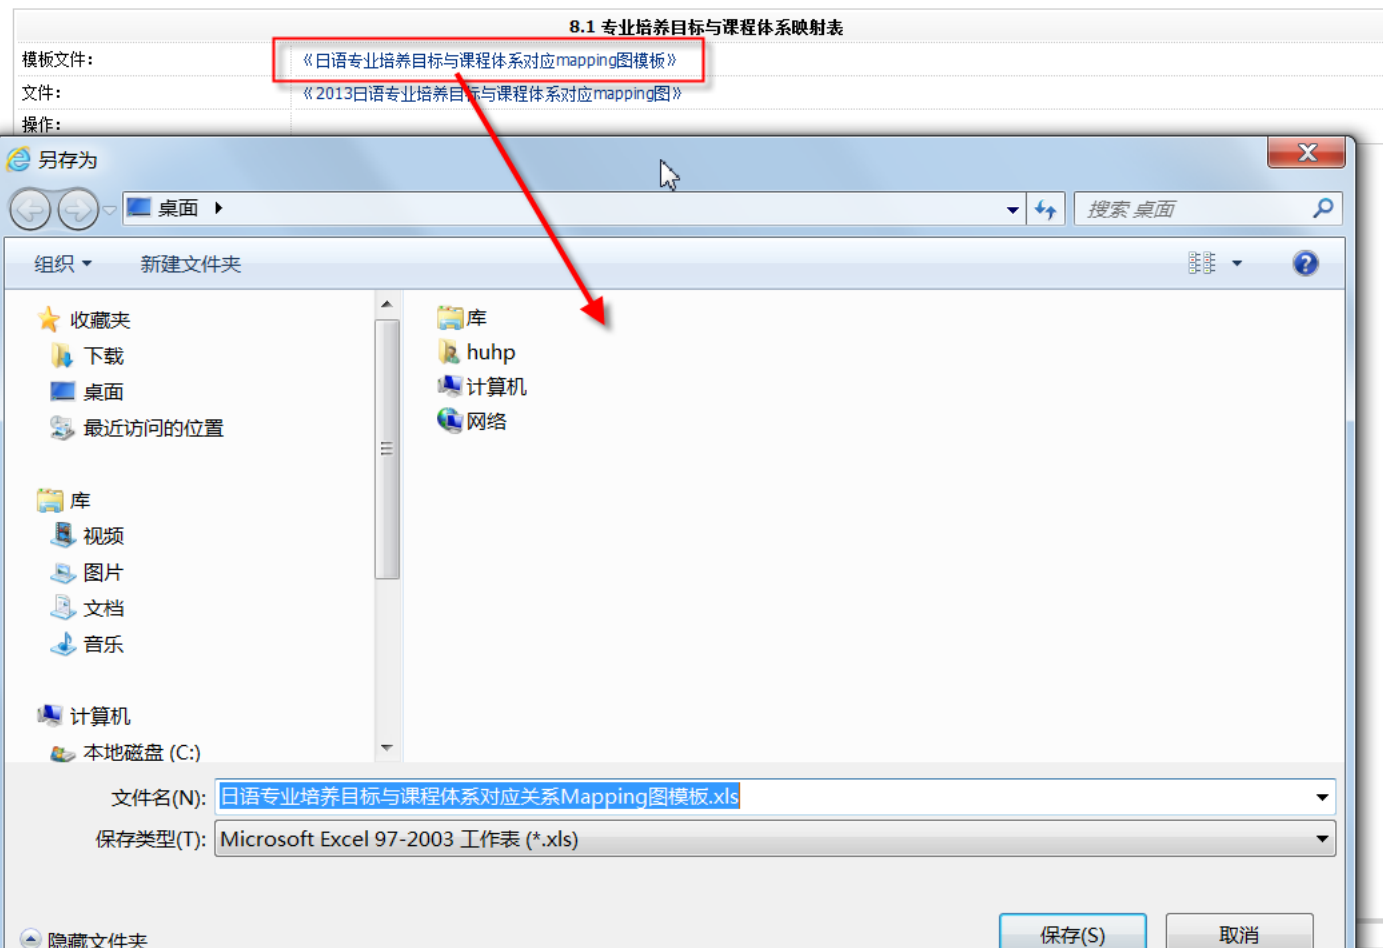 8.1 专业培养目标与课程体系映射表
模板文件：
《日语专业培养目标与课程体系对应mapping图模板》
文件：
《2013日语专业培养目标与课程体系对应mapping图》
操作：
另存为
桌面
搜索 桌面
组织
新建文件夹
收藏夹
下载
桌面
最近访问的位置
库
视频
图片
文档
音乐
计算机
本地磁盘 (C:)
库
huhp
计算机
网络
文件名(N):
日语专业培养目标与课程体系对应关系Mapping图模板.xls
保存类型(T):
Microsoft Excel 97-2003 工作表 (*.xls)
隐藏文件夹
保存(S)
取消